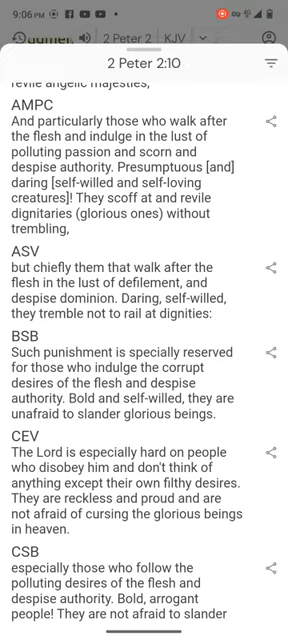 9:06 PM
2 Peter 2
KJV
2 Peter 2:10
revile angelic majesties,
AMPC
And particularly those who walk after
the flesh and indulge in the lust of
polluting passion and scorn and
despise authority. Presumptuous [and]
daring [self-willed and self-loving
creatures]! They scoff at and revile
dignitaries (glorious ones) without
trembling,
ASV
but chiefly them that walk after the
flesh in the lust of defilement, and
despise dominion. Daring, self-willed,
they tremble not to rail at dignities:
BSB
Such punishment is specially reserved
for those who indulge the corrupt
desires of the flesh and despise
authority. Bold and self-willed, they are
unafraid to slander glorious beings.
CEV
The Lord is especially hard on people
who disobey him and don't think of
anything except their own filthy desires.
They are reckless and proud and are
not afraid of cursing the glorious beings
in heaven.
CSB
especially those who follow the
polluting desires of the flesh and
despise authority. Bold, arrogant
people! They are not afraid to slander